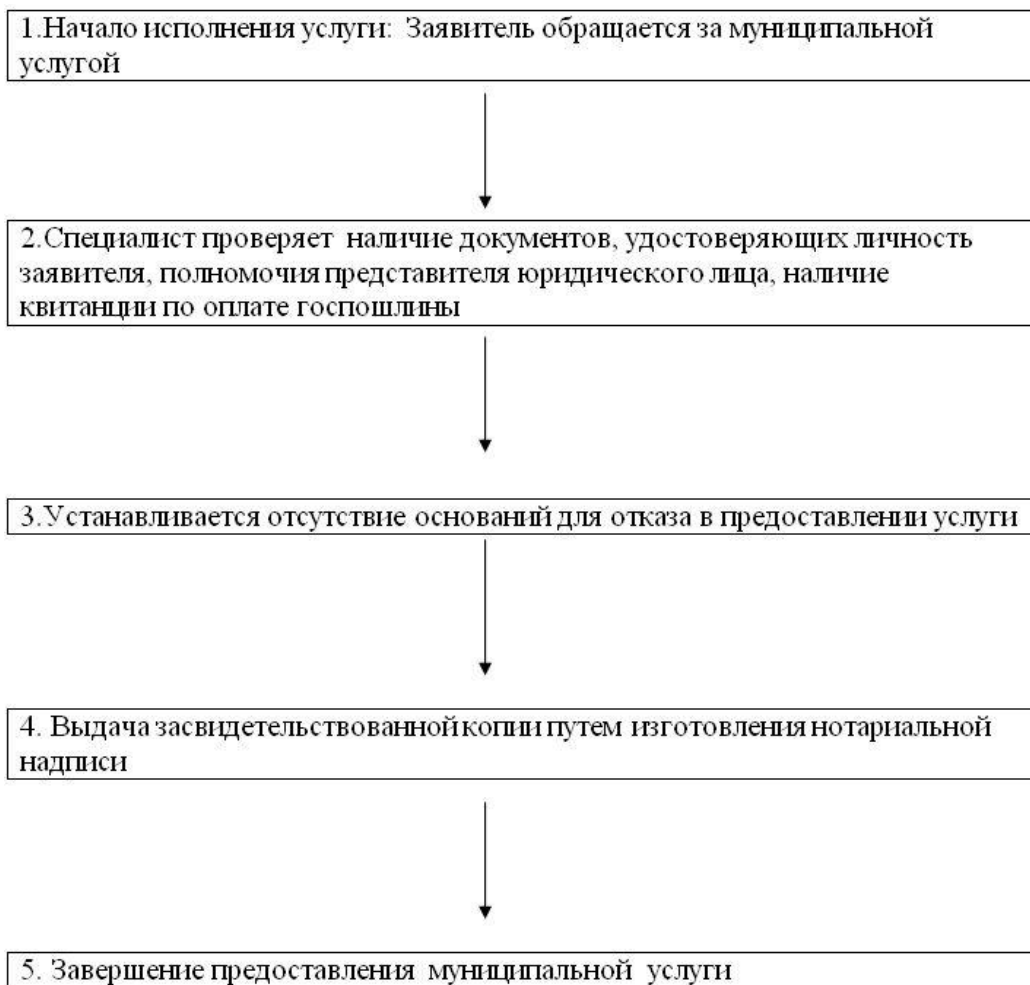 1.Начало исполнения услуги: Заявитель обращается за муниципальной
услугой
2.Специалист проверяет наличие документов, удостоверяющих личность
заявителя, полномочия представителя юридического лица, наличие
квитанции по оплате госпошлины
3.Устанавливается отсутствие оснований для отказа в предоставлении услуги
4. Выдача засвидетельствованной копии путем изготовления нотариальной
надписи
5. Завершение предоставления муниципальной услуги